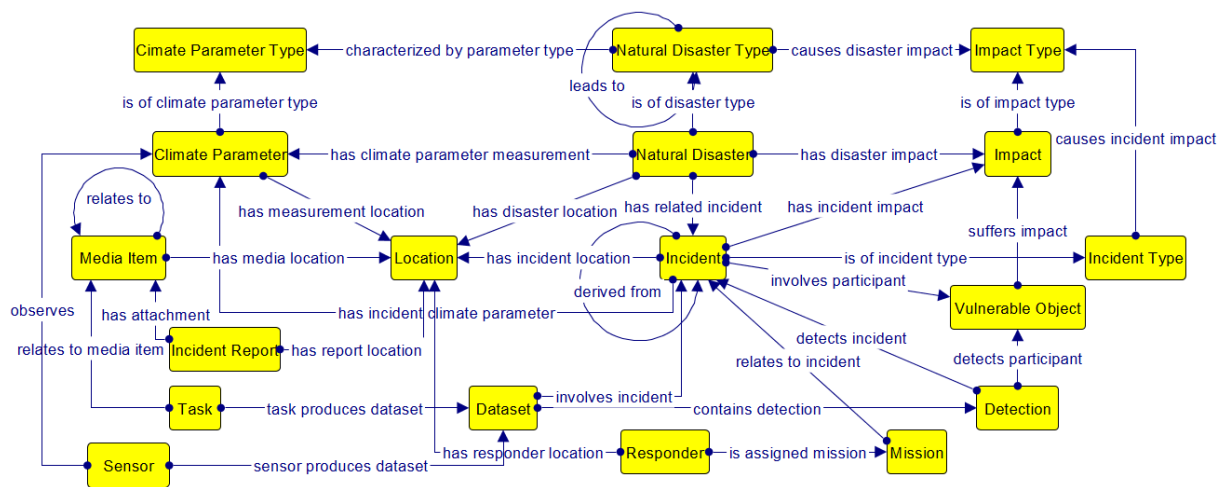 Cimate Parameter Type
characterized by parameter type
Natural Disaster Type
causes disaster impact
Impact Type
leads to
is of climate parameter type
is of disaster type
is of impact type
causes incident impact
Climate Parameter
has climate parameter measurement
Natural Disaster
has disaster impact
Impact
relates to
has measurement location
has disaster location
has related incident
has incident impact
suffers impact
Media Item
has media location
Location
has incident location
Incident
is of incident type
Incident Type
involves participant
derived from
Vulnerable Object
observes
has attachment
has incident climate parameter
relates to media item
Incident Report
has report location
detects incident
relates to incident
detects participant
Task
task produces dataset
Dataset
involves incident
contains detection
Detection
Sensor
sensor produces dataset
has responder location
Responder
is assigned mission
Mission